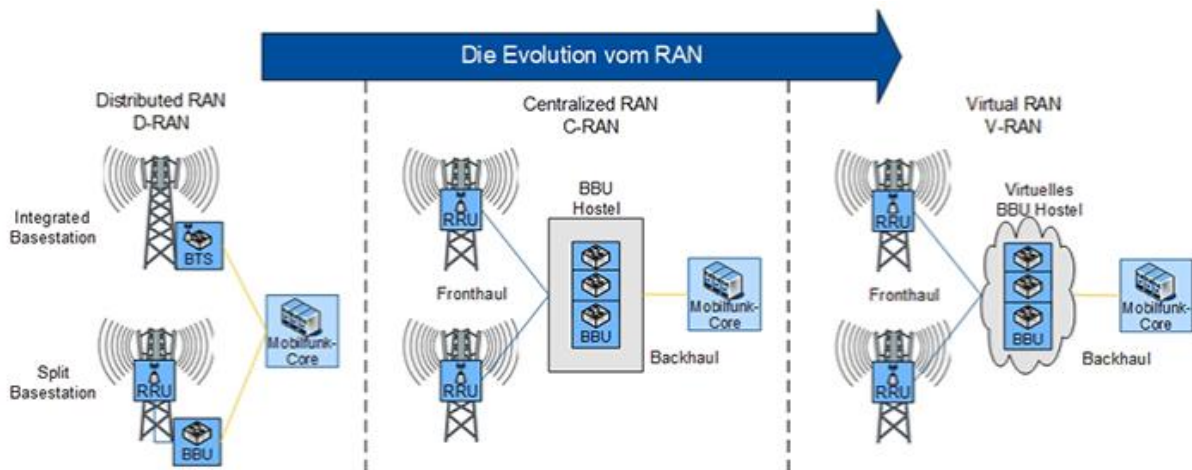 Die Evolution vom RAN
Distributed RAN
D-RAN
Integrated
Basestation
BTS
Split
Basestation
RRU
BBU
Mobilfunk-
Core
Centralized RAN
C-RAN
RRU
Fronthaul
RRU
BBU
Hostel
BBU
Backhaul
Mobilfunk-
Core
Virtual RAN
V-RAN
RRU
Fronthaul
RRU
Virtuelles
BBU Hostel
BBU
Backhaul
Mobilfunk-
Core